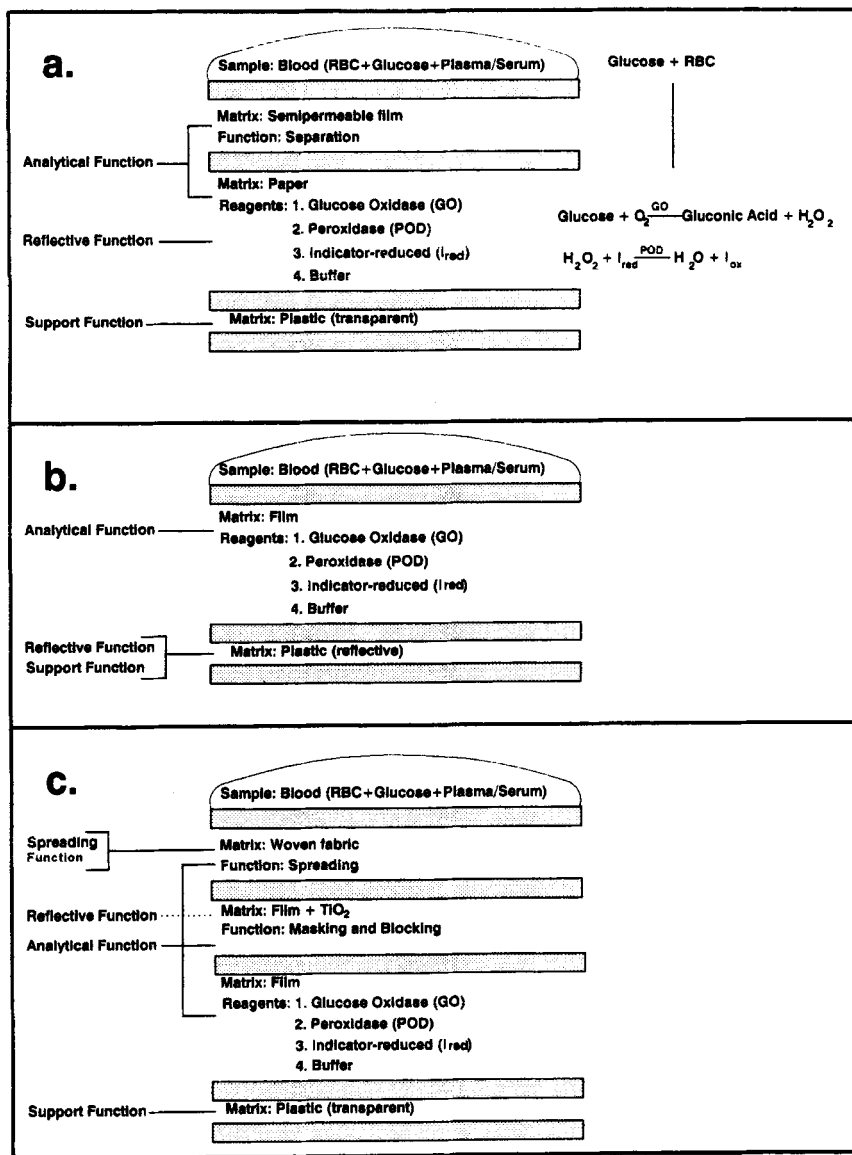 a.
Sample: Blood (RBC+Glucose+Plasma/Serum)
Glucose + RBC
Matrix: Semipermeable film
Function: Separation
Analytical Function
Matrix: Paper
Reagents: 1. Glucose Oxidase (GO)
2. Peroxidase (POD)
Reflective Function
3. Indicator-reduced (Ired)
4. Buffer
Glucose + O2 GO Gluconic Acid + H2O2
H2O2 + Ired POD H2O + Iox
Support Function
Matrix: Plastic (transparent)
b.
Sample: Blood (RBC+Glucose+Plasma/Serum)
Matrix: Film
Analytical Function
Reagents: 1. Glucose Oxidase (GO)
2. Peroxidase (POD)
3. Indicator-reduced (Ired)
4. Buffer
Reflective Function
Support Function
Matrix: Plastic (reflective)
c.
Sample: Blood (RBC+Glucose+Plasma/Serum)
Spreading
Function
Matrix: Woven fabric
Function: Spreading
Reflective Function
Matrix: Film + TiO2
Function: Masking and Blocking
Analytical Function
Matrix: Film
Reagents: 1. Glucose Oxidase (GO)
2. Peroxidase (POD)
3. Indicator-reduced (Ired)
4. Buffer
Support Function
Matrix: Plastic (transparent)